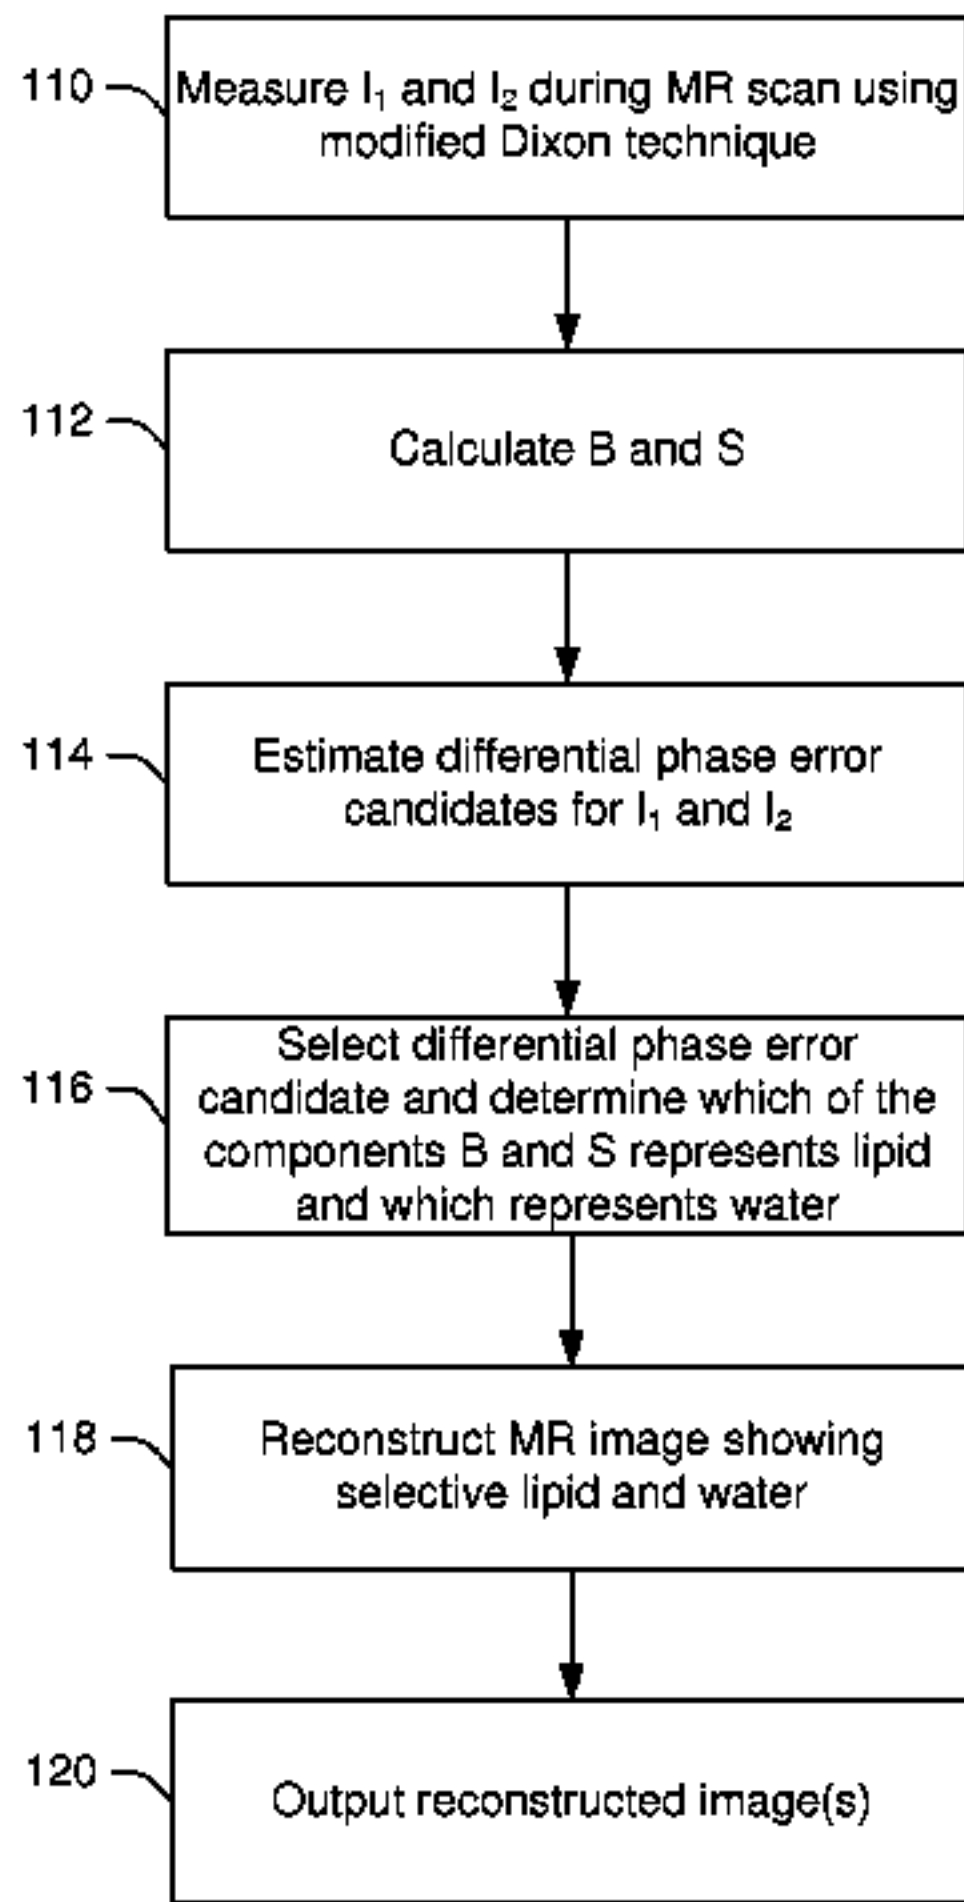 110
Measure I₁ and I₂ during MR scan using
modified Dixon technique
112
Calculate B and S
114
Estimate differential phase error
candidates for I₁ and I₂
116
Select differential phase error
candidate and determine which of the
components B and S represents lipid
and which represents water
118
Reconstruct MR image showing
selective lipid and water
120
Output reconstructed image(s)